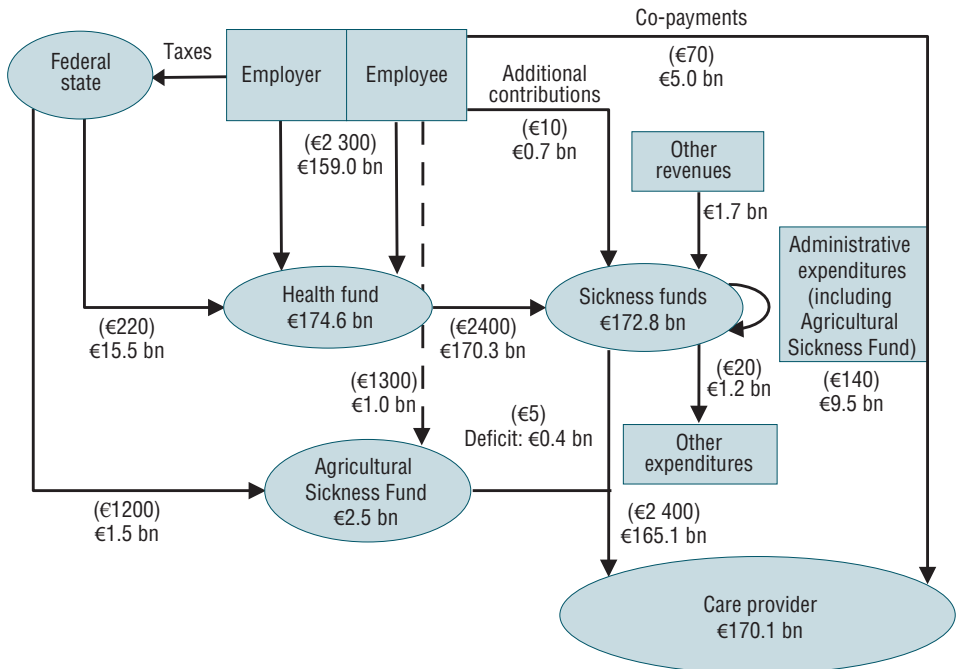 Co-payments
(€70)
€5.0 bn
Federal
state
Taxes
Employer
Employee
Additional
contributions
(€10)
€0.7 bn
(€2 300)
€159.0 bn
Other
revenues
€1.7 bn
Administrative
expenditures
(including
Agricultural
Sickness Fund)
(€140)
€9.5 bn
Health fund
€174.6 bn
Sickness funds
€172.8 bn
(€220)
€15.5 bn
(€2400)
€170.3 bn
(€20)
€1.2 bn
(€1300)
€1.0 bn
(€5)
Deficit: €0.4 bn
Other
expenditures
Agricultural
Sickness Fund
€2.5 bn
(€1200)
€1.5 bn
(€2 400)
€165.1 bn
Care provider
€170.1 bn